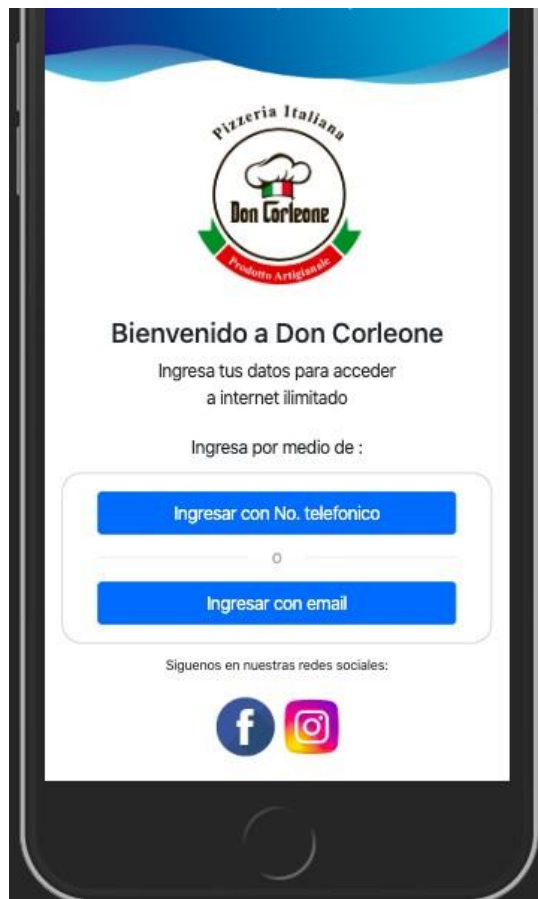 Pizzeria Italiana
Don Corleone
Prodotto Artigianale
Bienvenido a Don Corleone
Ingresa tus datos para acceder
a internet ilimitado
Ingresa por medio de :
Ingresar con No. telefonico
o
Ingresar con email
Siguenos en nuestras redes sociales: